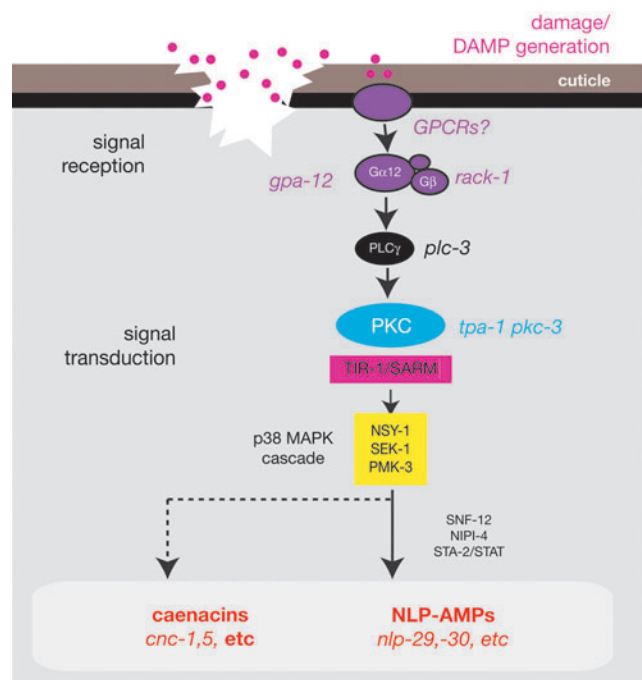 damage/
DAMP generation
cuticle
signal
reception
GPCRs?
gpa-12
Gα12
Gβ
rack-1
PLCγ
plc-3
signal
transduction
PKC
tpa-1 pkc-3
TIR-1/SARM
p38 MAPK
cascade
NSY-1
SEK-1
PMK-3
SNF-12
NIPI-4
STA-2/STAT
caenacins
cnc-1,5, etc
NLP-AMPs
nlp-29,-30, etc